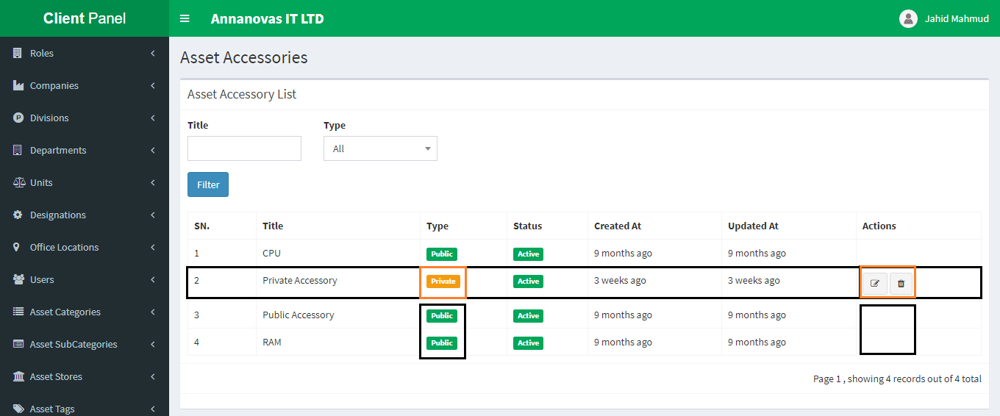 Client Panel
Annanovas IT LTD
Jahid Mahmud
Roles
Companies
Divisions
Departments
Units
Designations
Office Locations
Users
Asset Categories
Asset SubCategories
Asset Stores
Asset Tags
Asset Accessories
Asset Accessory List
Title Type
All
Filter
SN. Title Type Status Created At Updated At Actions
1 CPU Public Active 9 months ago 9 months ago
2 Private Accessory Private Active 3 weeks ago 3 weeks ago
3 Public Accessory Public Active 9 months ago 9 months ago
4 RAM Public Active 9 months ago 9 months ago
Page 1 , showing 4 records out of 4 total